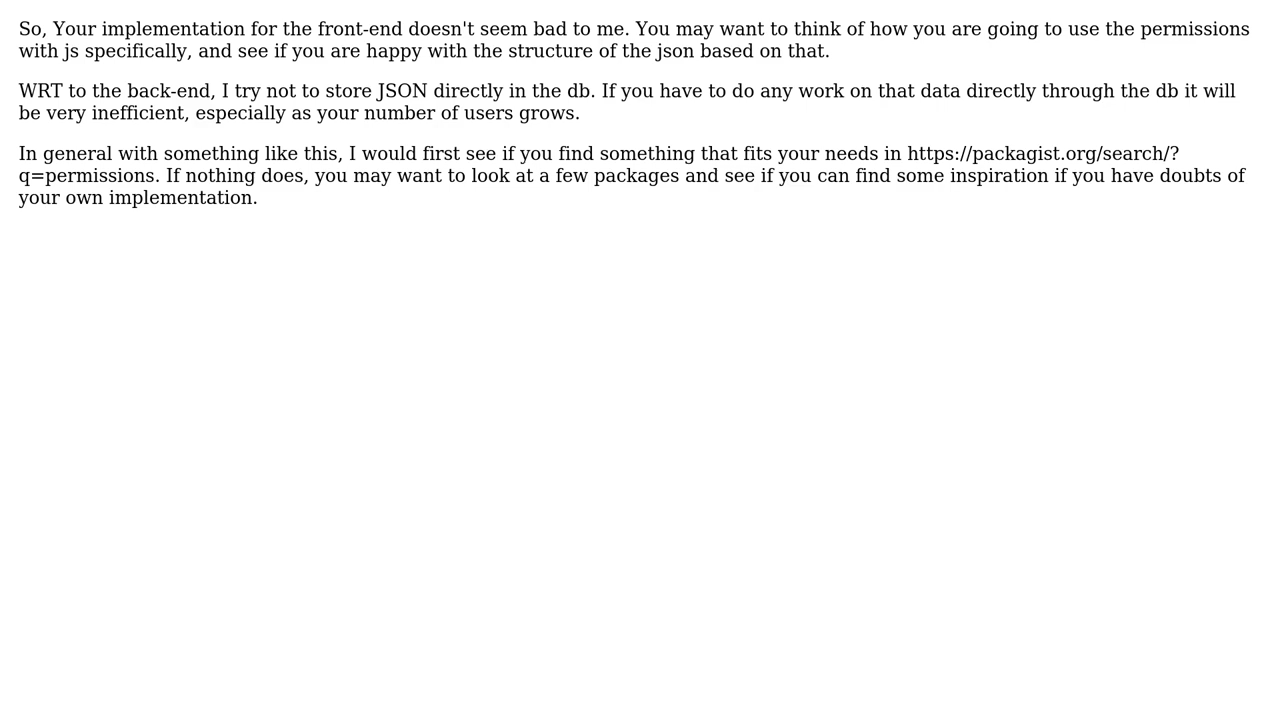 So, Your implementation for the front-end doesn't seem bad to me. You may want to think of how you are going to use the permissions
with js specifically, and see if you are happy with the structure of the json based on that.
WRT to the back-end, I try not to store JSON directly in the db. If you have to do any work on that data directly through the db it will
be very inefficient, especially as your number of users grows.
In general with something like this, I would first see if you find something that fits your needs in https://packagist.org/search/?
q=permissions. If nothing does, you may want to look at a few packages and see if you can find some inspiration if you have doubts of
your own implementation.